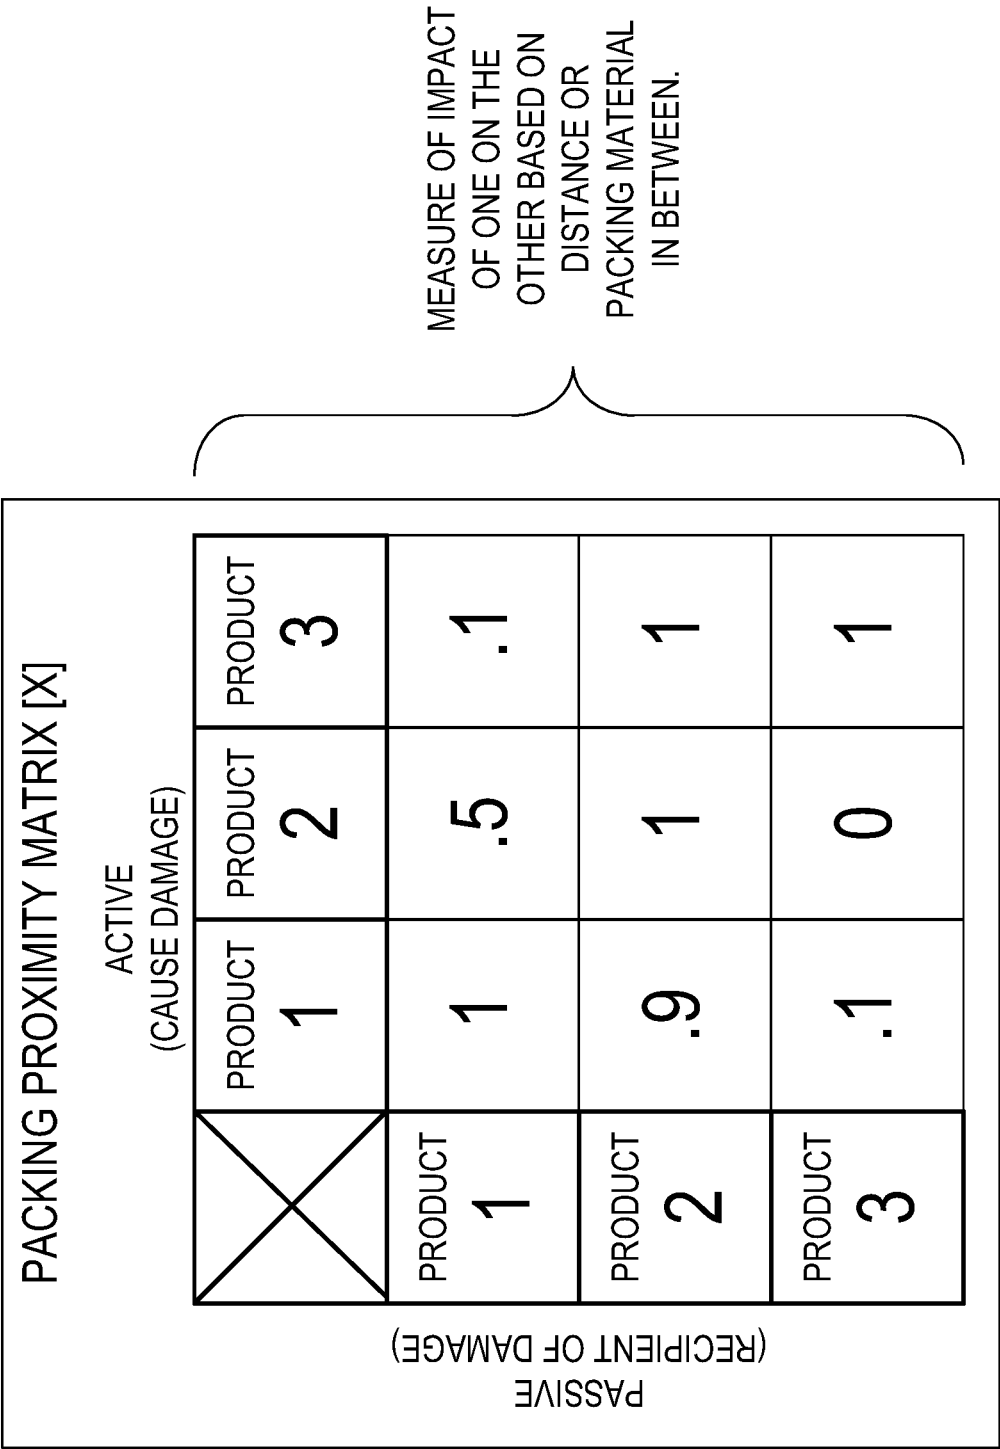 PACKING PROXIMITY MATRIX [X]
ACTIVE
(CAUSE DAMAGE)
PRODUCT PRODUCT PRODUCT
1 2 3
PASSIVE
(RECIPIENT OF DAMAGE)
PRODUCT
1 1 .5 .1
PRODUCT
2 .9 1 1
PRODUCT
3 .1 0 1
MEASURE OF IMPACT
OF ONE ON THE
OTHER BASED ON
DISTANCE OR
PACKING MATERIAL
IN BETWEEN.